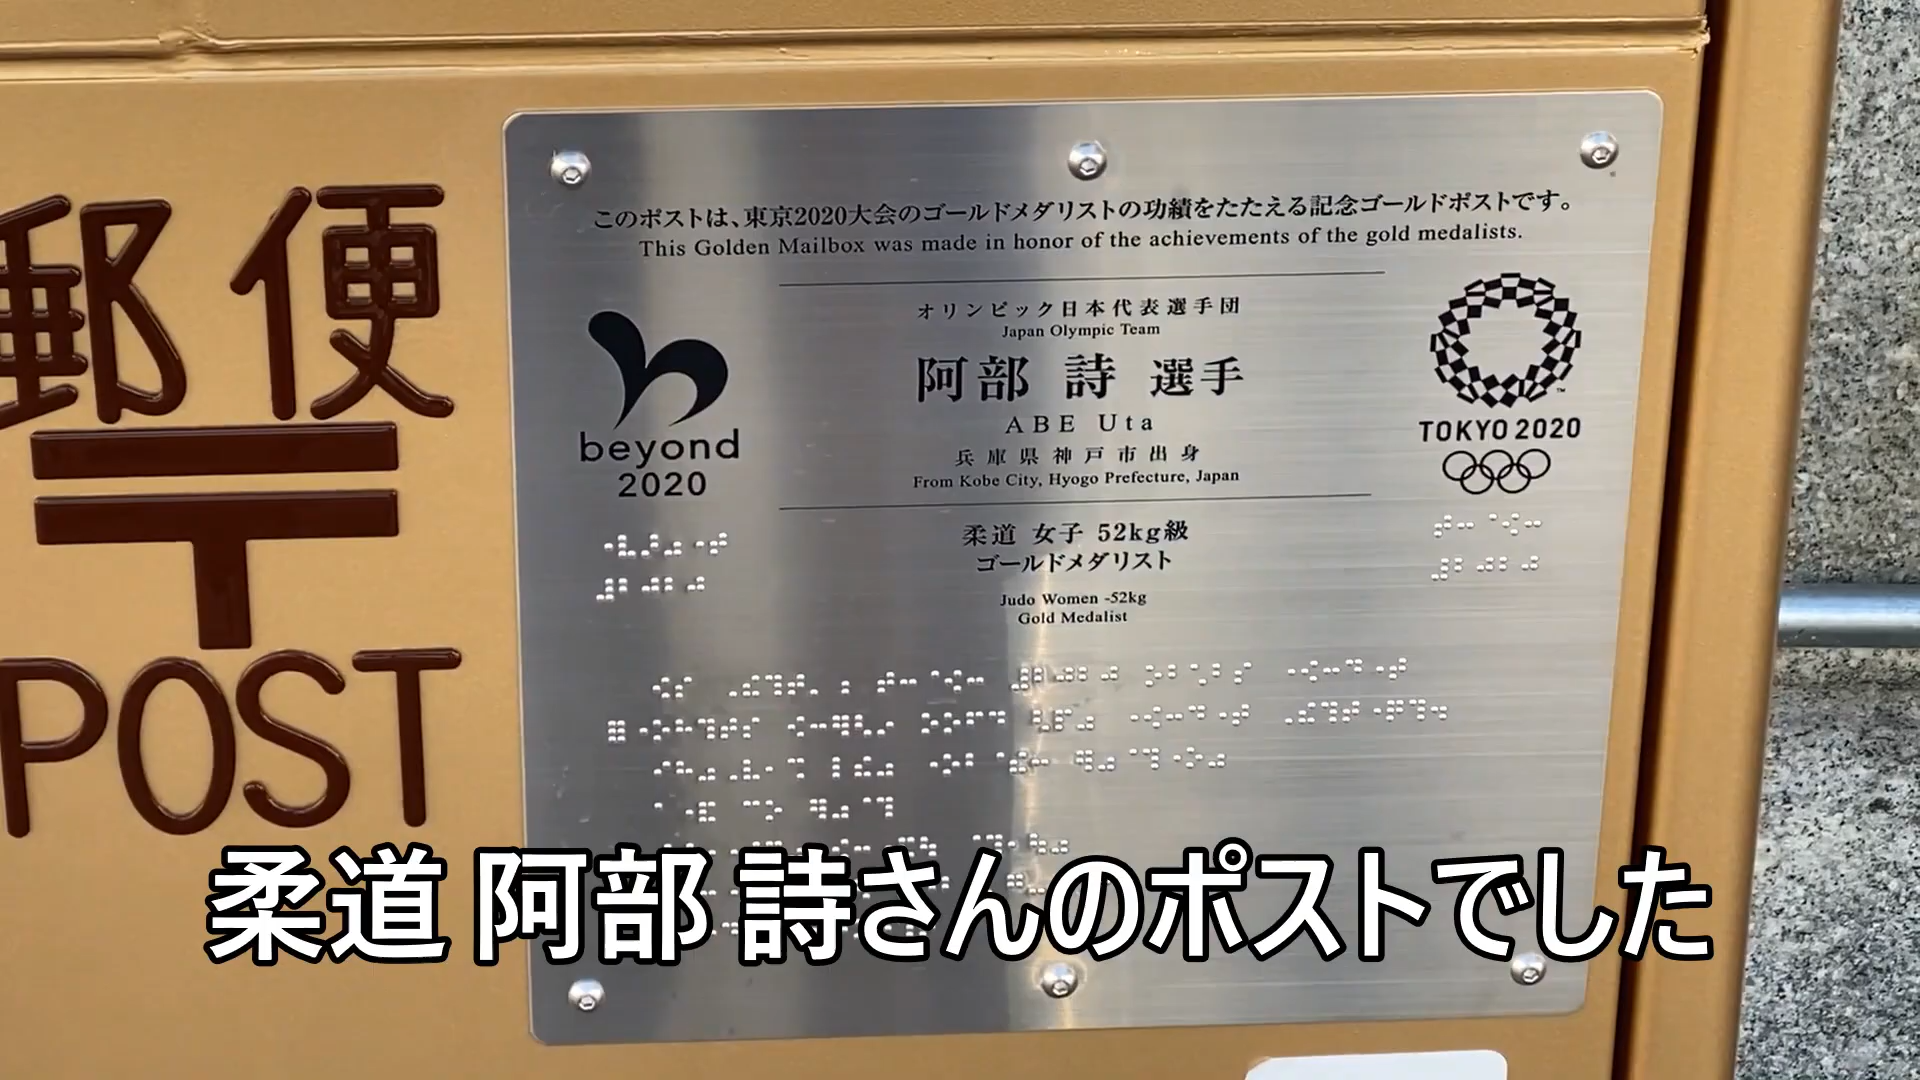 郵便
POST
このポストは、東京2020大会のゴールドメダリストの功績をたたえる記念ゴールドポストです。
This Golden Mailbox was made in honor of the achievements of the gold medalists.
オリンピック日本代表選手団
Japan Olympic Team
阿部 詩 選手
ABE Uta
兵庫県神戸市出身
From Kobe City, Hyogo Prefecture, Japan
beyond
2020
TOKYO 2020
柔道 女子 52kg級
ゴールドメダリスト
Judo Women -52kg
Gold Medalist
柔道 阿部 詩さんのポストでした